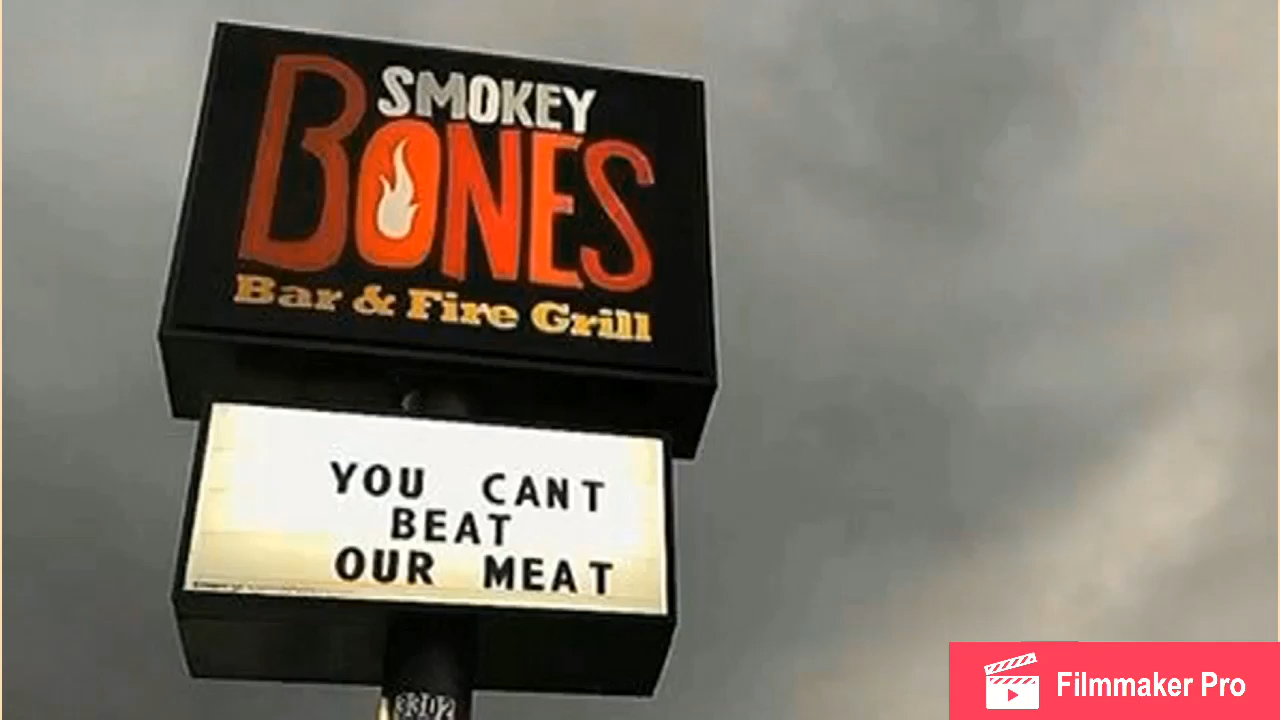 SMOKEY
BONES
Bar & Fire Grill
YOU CANT
BEAT
OUR MEAT
3302
Filmmaker Pro